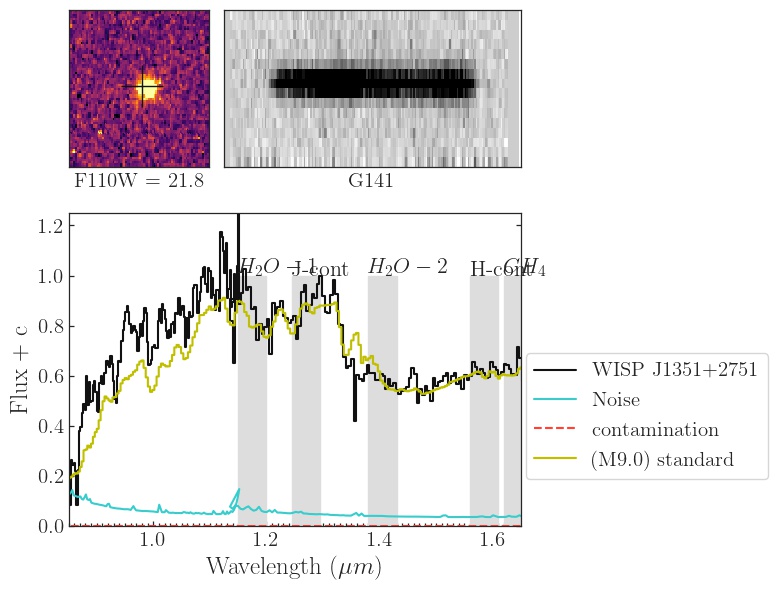 F110W = 21.8
G141
H₂O − 1
J-cont
H₂O − 2
H-cont
CH₄
Flux + c
1.2
1.0
0.8
0.6
0.4
0.2
0.0
1.0
1.2
1.4
1.6
Wavelength (μm)
WISP J1351+2751
Noise
contamination
(M9.0) standard